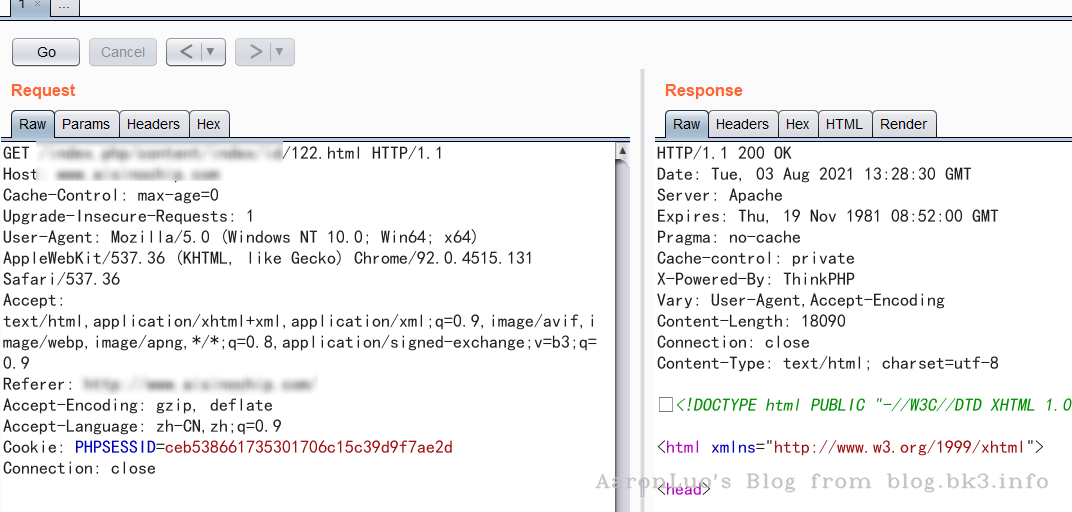 1 ×
...
Go
Cancel
< ▼
> ▼
Request
Raw Params Headers Hex
GET /122.html HTTP/1.1
Host:
Cache-Control: max-age=0
Upgrade-Insecure-Requests: 1
User-Agent: Mozilla/5.0 (Windows NT 10.0; Win64; x64)
AppleWebKit/537.36 (KHTML, like Gecko) Chrome/92.0.4515.131
Safari/537.36
Accept:
text/html,application/xhtml+xml,application/xml;q=0.9,image/avif,i
mage/webp,image/apng,*/*;q=0.8,application/signed-exchange;v=b3;q=
0.9
Referer:
Accept-Encoding: gzip, deflate
Accept-Language: zh-CN,zh;q=0.9
Cookie: PHPSESSID=ceb538661735301706c15c39d9f7ae2d
Connection: close
Response
Raw Headers Hex HTML Render
HTTP/1.1 200 OK
Date: Tue, 03 Aug 2021 13:28:30 GMT
Server: Apache
Expires: Thu, 19 Nov 1981 08:52:00 GMT
Pragma: no-cache
Cache-control: private
X-Powered-By: ThinkPHP
Vary: User-Agent,Accept-Encoding
Content-Length: 18090
Connection: close
Content-Type: text/html; charset=utf-8
□<!DOCTYPE html PUBLIC "-//W3C//DTD XHTML 1.0
<html xmlns="http://www.w3.org/1999/xhtml">
<head>
AaronLuo's Blog from blog.bk3.info